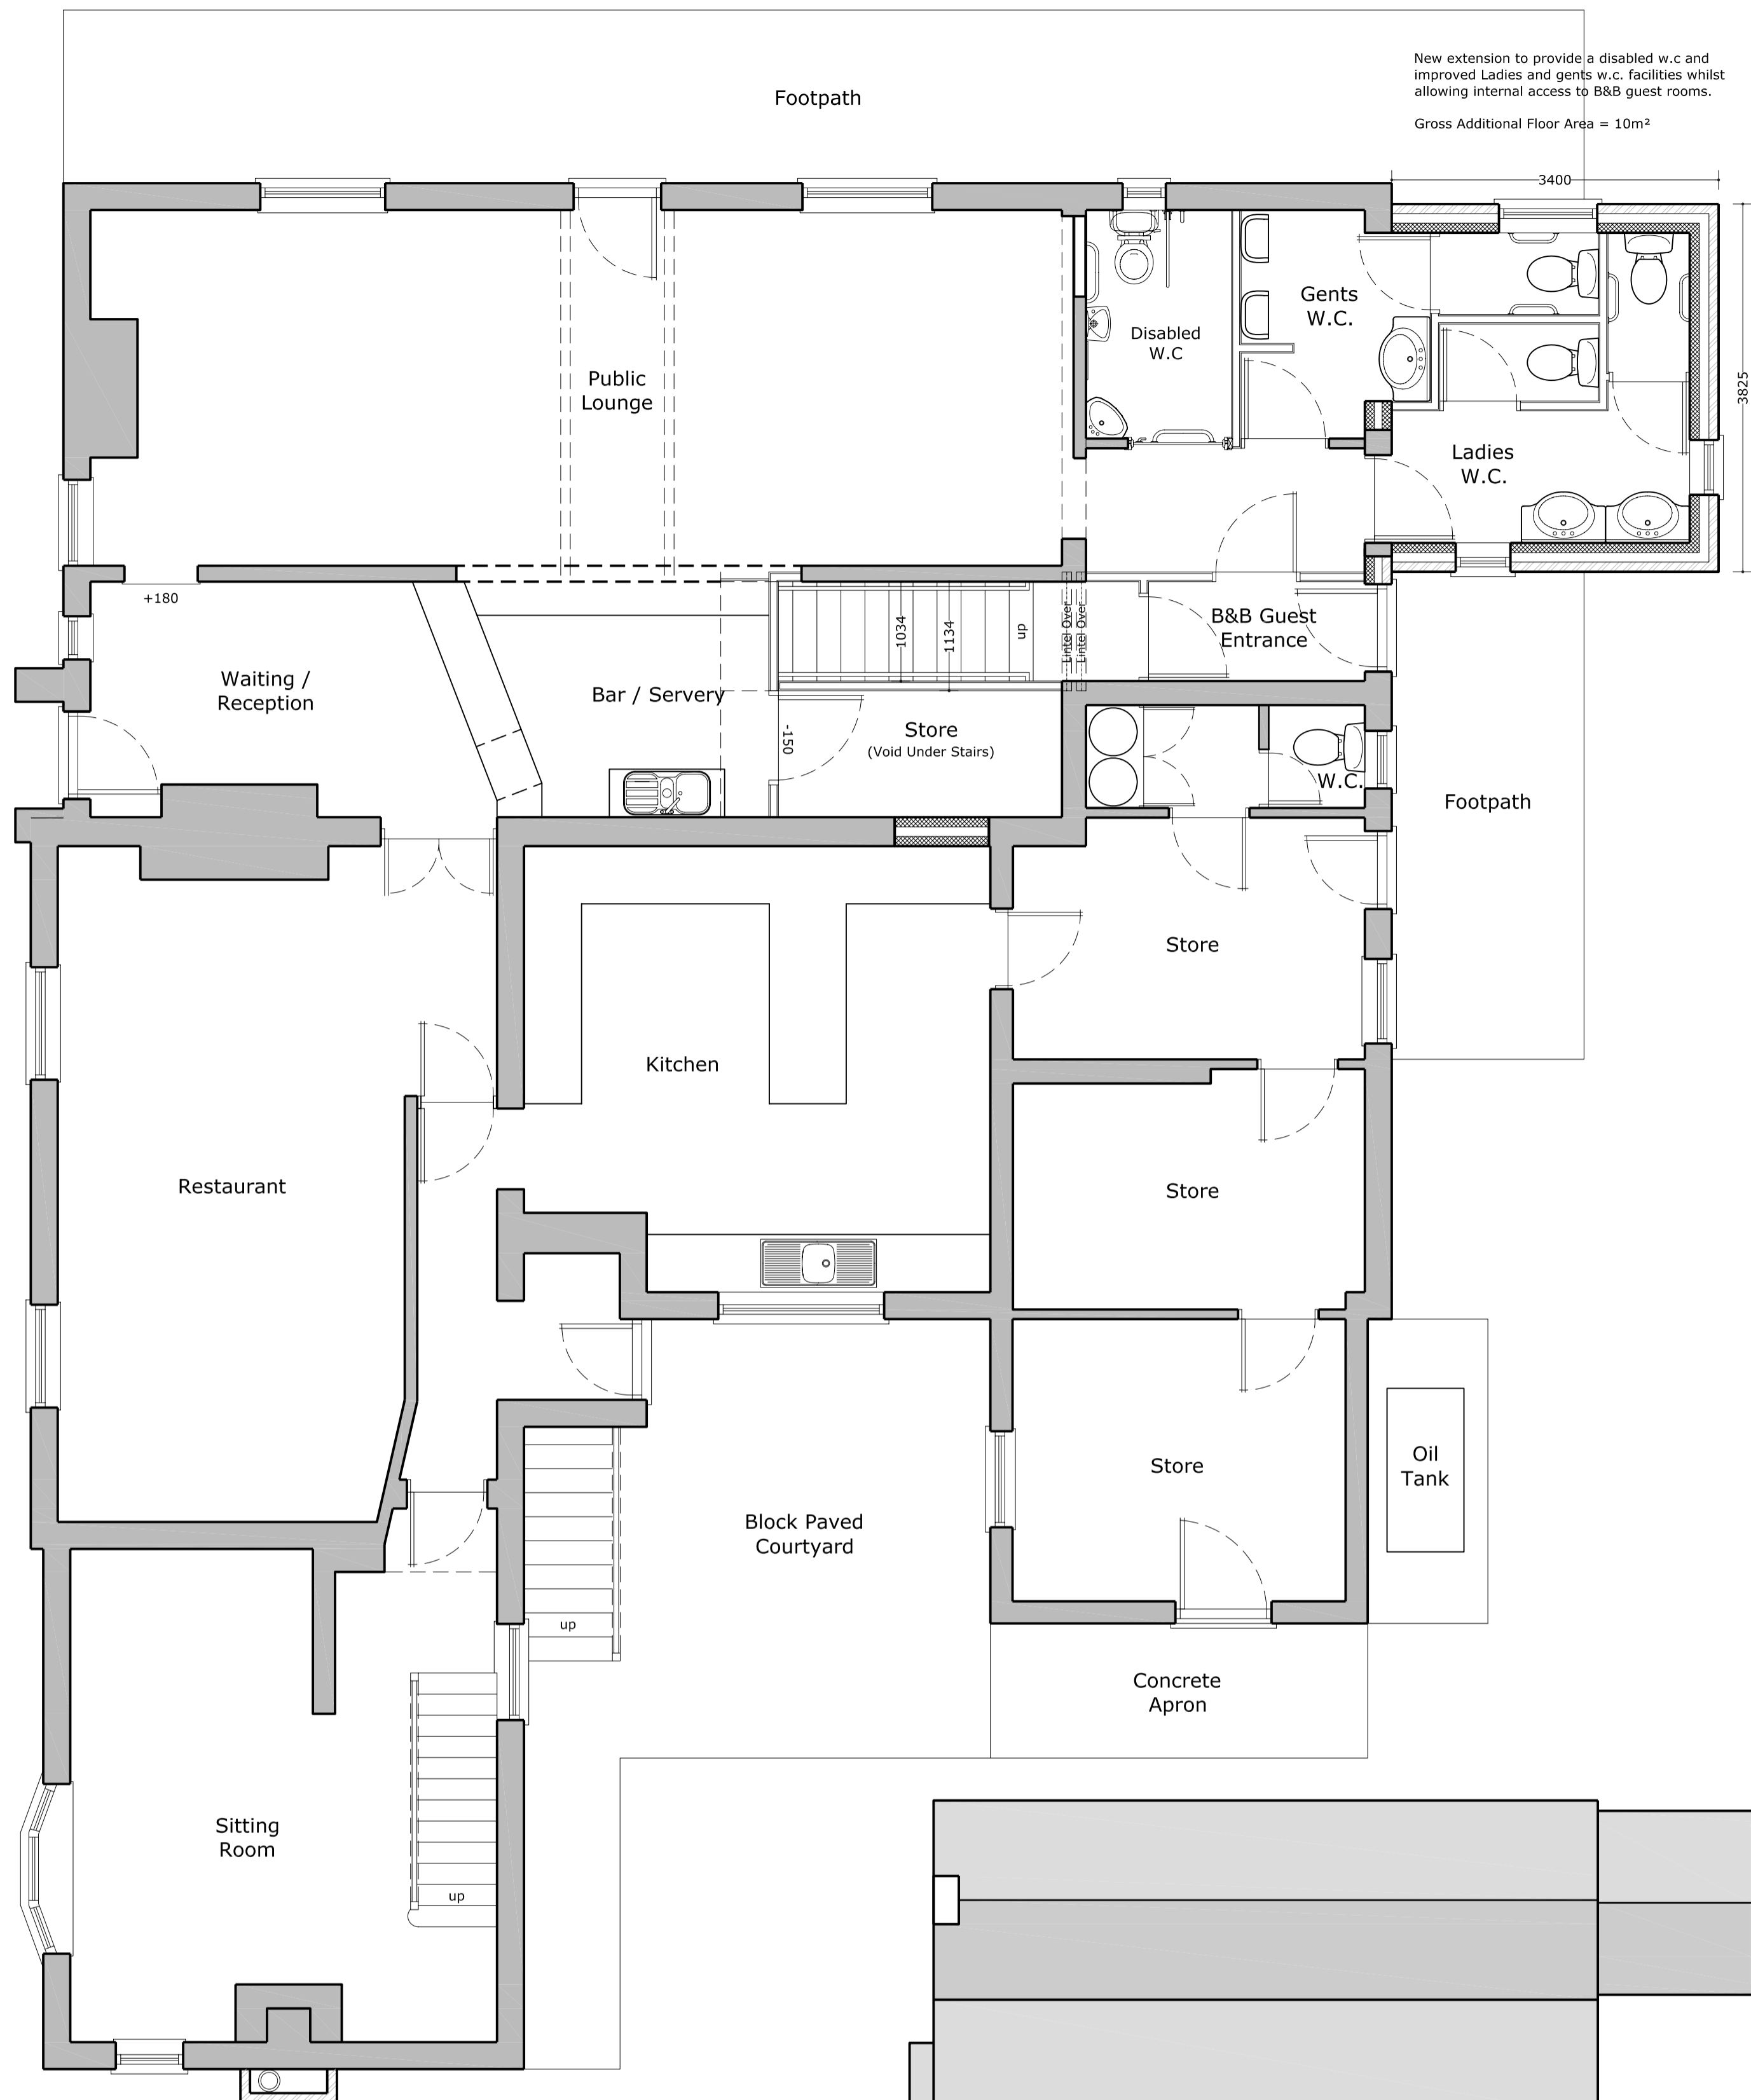 New extension to provide a disabled w.c and
improved Ladies and gents w.c. facilities whilst
allowing internal access to B&B guest rooms.
Gross Additional Floor Area = 10m²
Footpath
3400
3825
Gents
W.C.
Disabled
W.C
Public
Lounge
Ladies
W.C.
+180
1034
1134
up
Lintel Over
Lintel Over
B&B Guest
Entrance
Waiting /
Reception
Bar / Servery
-150
Store
(Void Under Stairs)
W.C.
Footpath
Store
Kitchen
Restaurant
Store
Store
Oil
Tank
Block Paved
Courtyard
up
Concrete
Apron
Sitting
Room
up